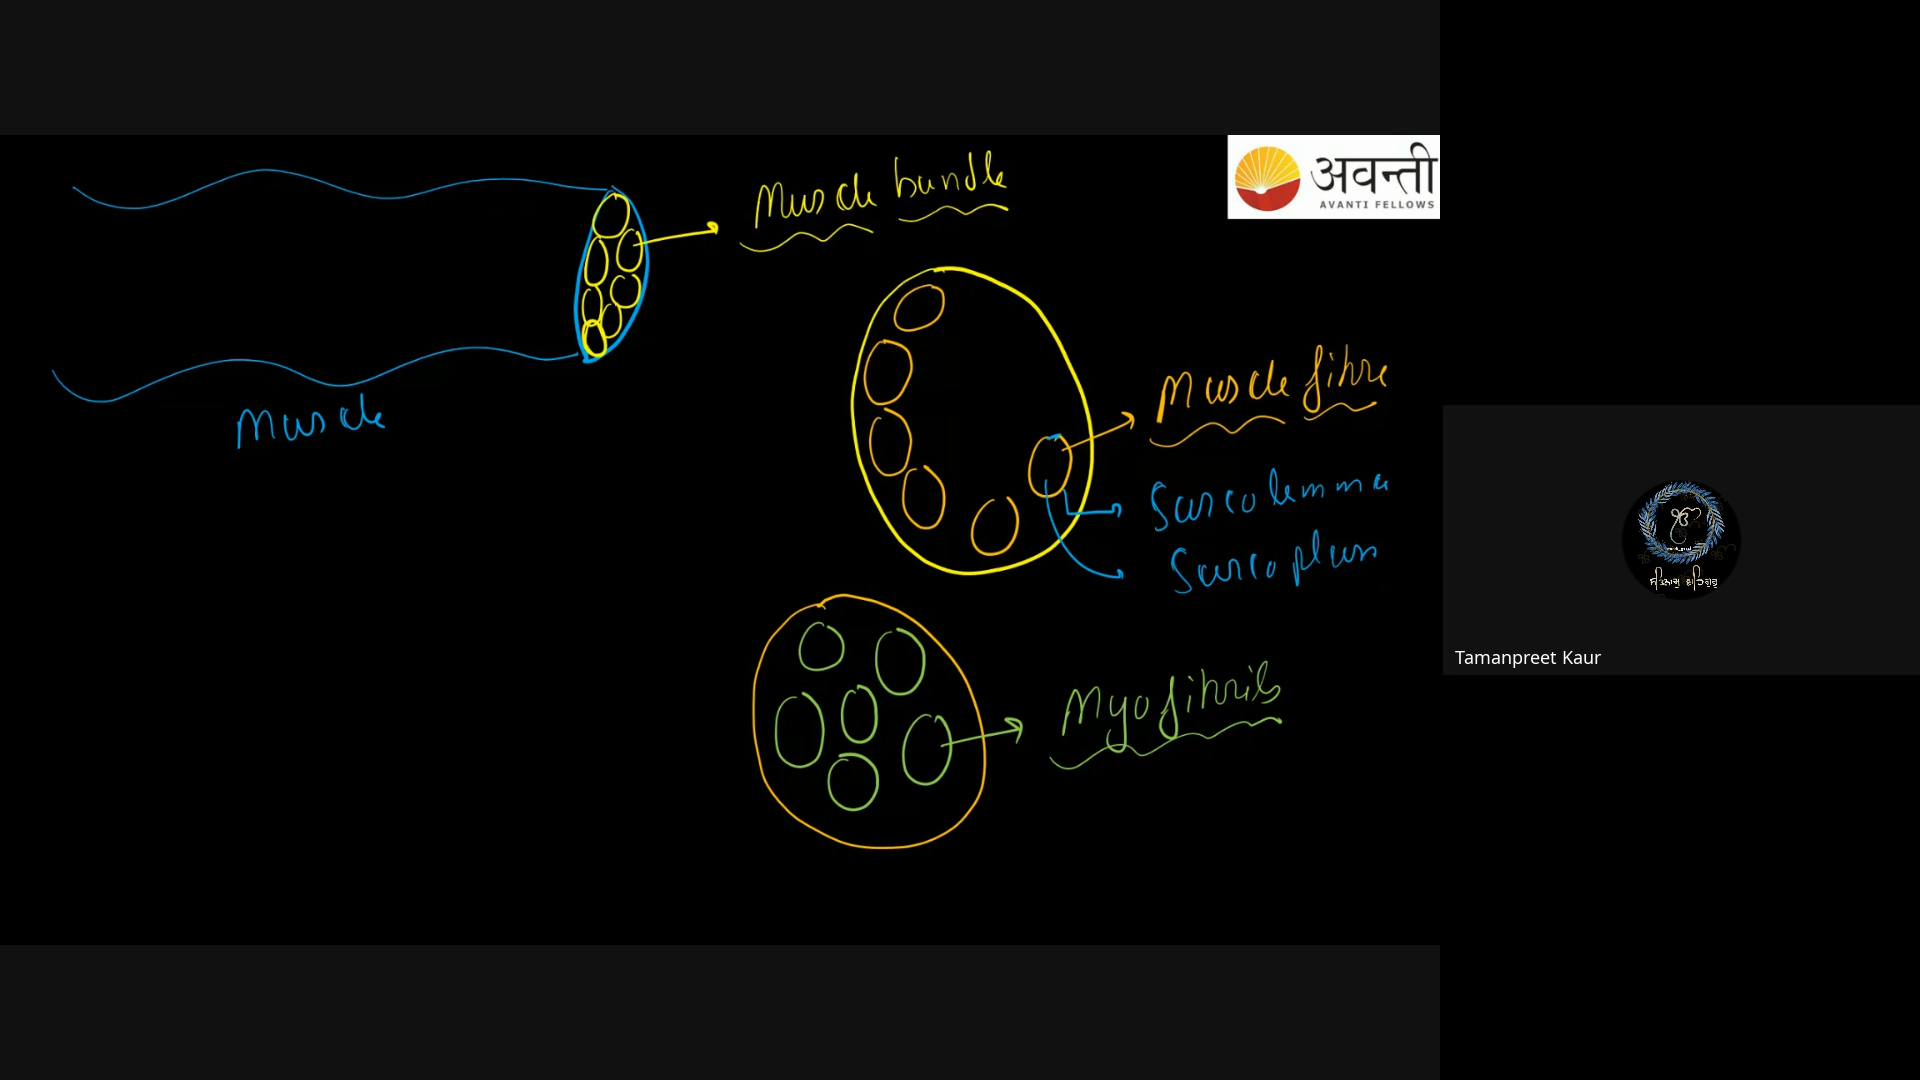 Muscle bundle
अवन्ती
AVANTI FELLOWS
Muscle fibre
Muscle
Sarcolemma
Sarcoplasm
Myofibrils
Tamanpreet Kaur